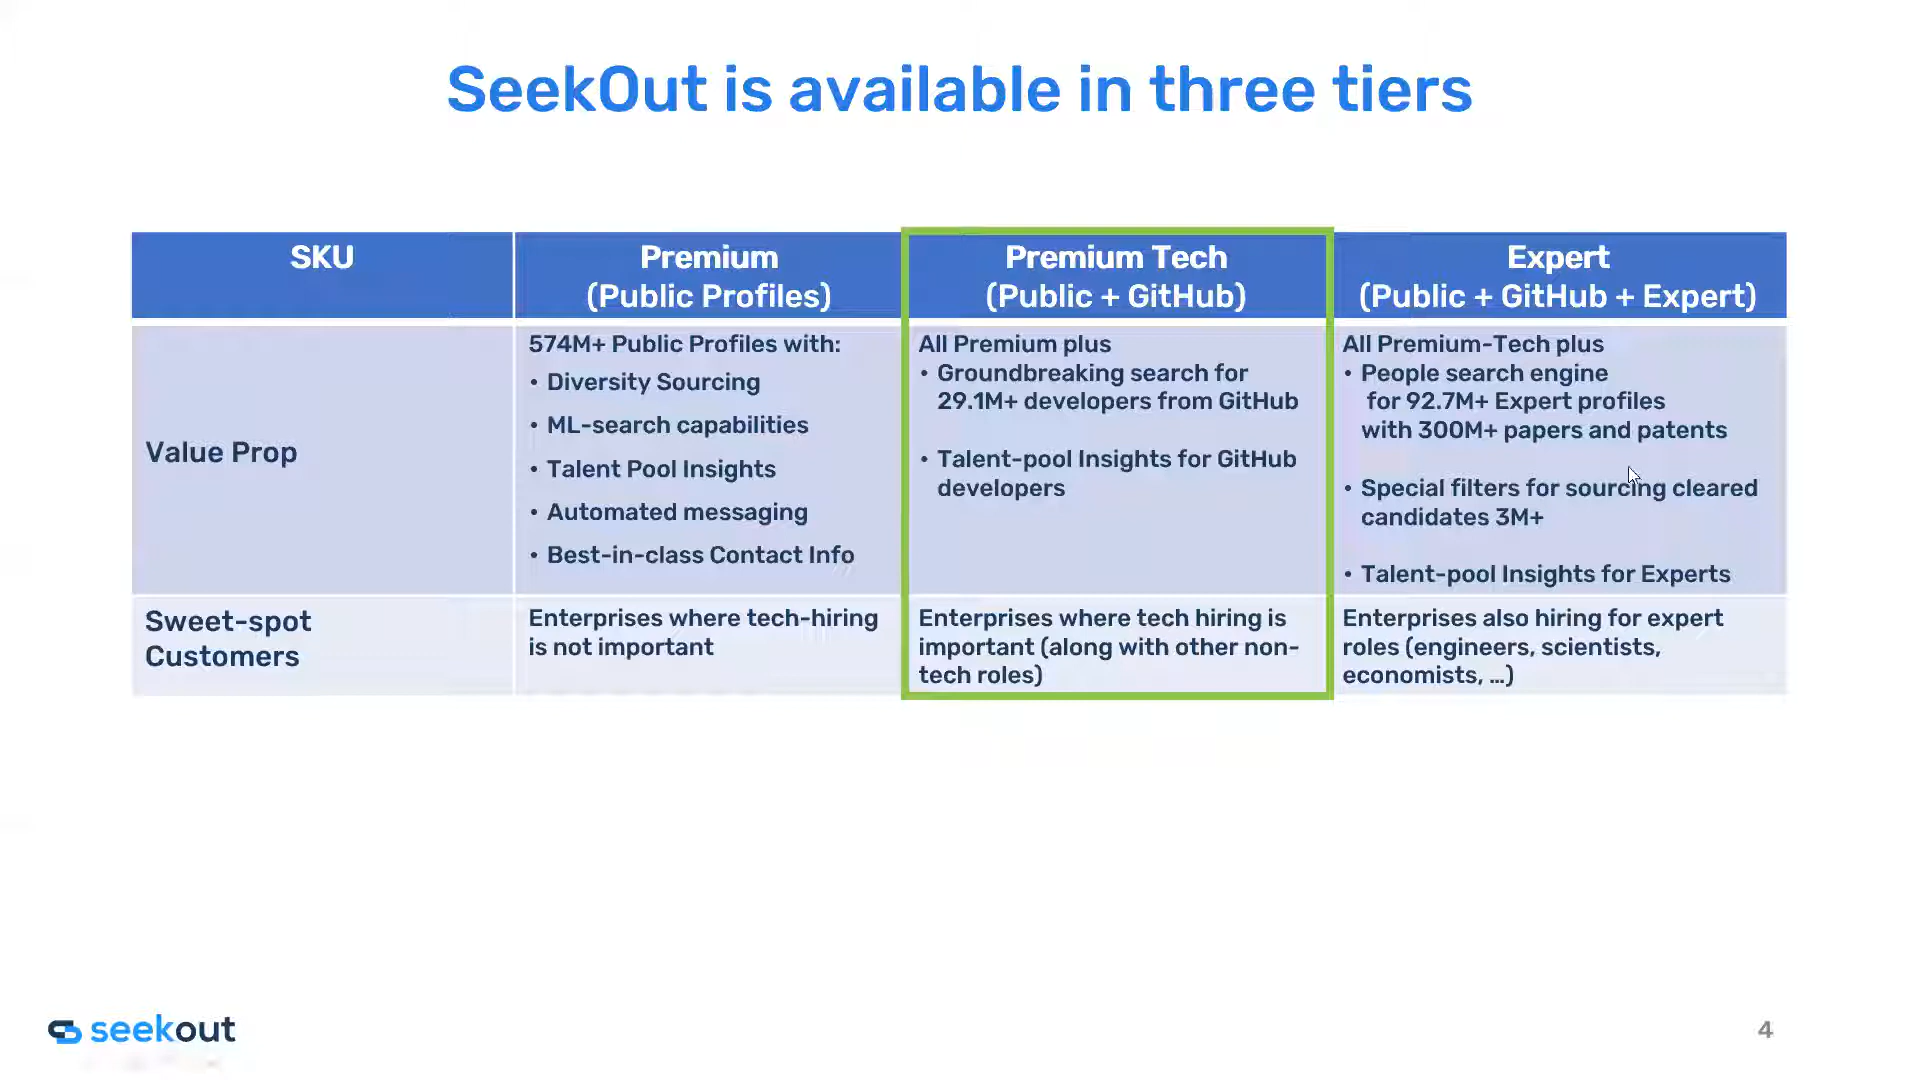 SeekOut is available in three tiers
SKU
Premium
(Public Profiles)
Premium Tech
(Public + GitHub)
Expert
(Public + GitHub + Expert)
Value Prop
574M+ Public Profiles with:
• Diversity Sourcing
• ML-search capabilities
• Talent Pool Insights
• Automated messaging
• Best-in-class Contact Info
All Premium plus
• Groundbreaking search for
29.1M+ developers from GitHub
• Talent-pool Insights for GitHub
developers
All Premium-Tech plus
• People search engine
for 92.7M+ Expert profiles
with 300M+ papers and patents
• Special filters for sourcing cleared
candidates 3M+
• Talent-pool Insights for Experts
Sweet-spot
Customers
Enterprises where tech-hiring
is not important
Enterprises where tech hiring is
important (along with other non-
tech roles)
Enterprises also hiring for expert
roles (engineers, scientists,
economists, …)
seekout
4